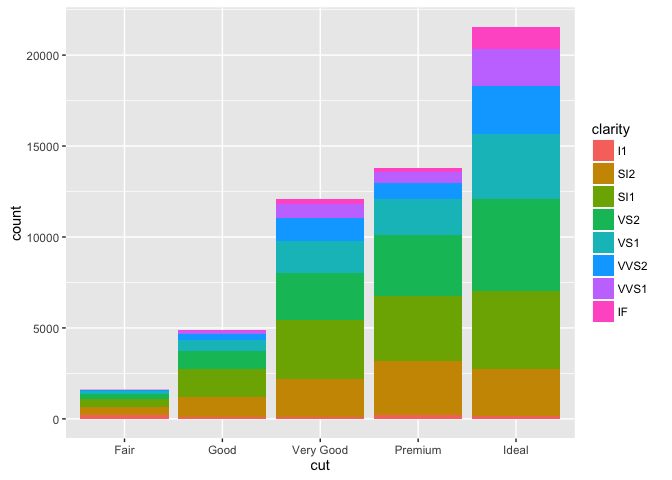 20000
15000
10000
5000
0
count
Fair Good Very Good Premium Ideal
cut
clarity
I1
SI2
SI1
VS2
VS1
VVS2
VVS1
IF